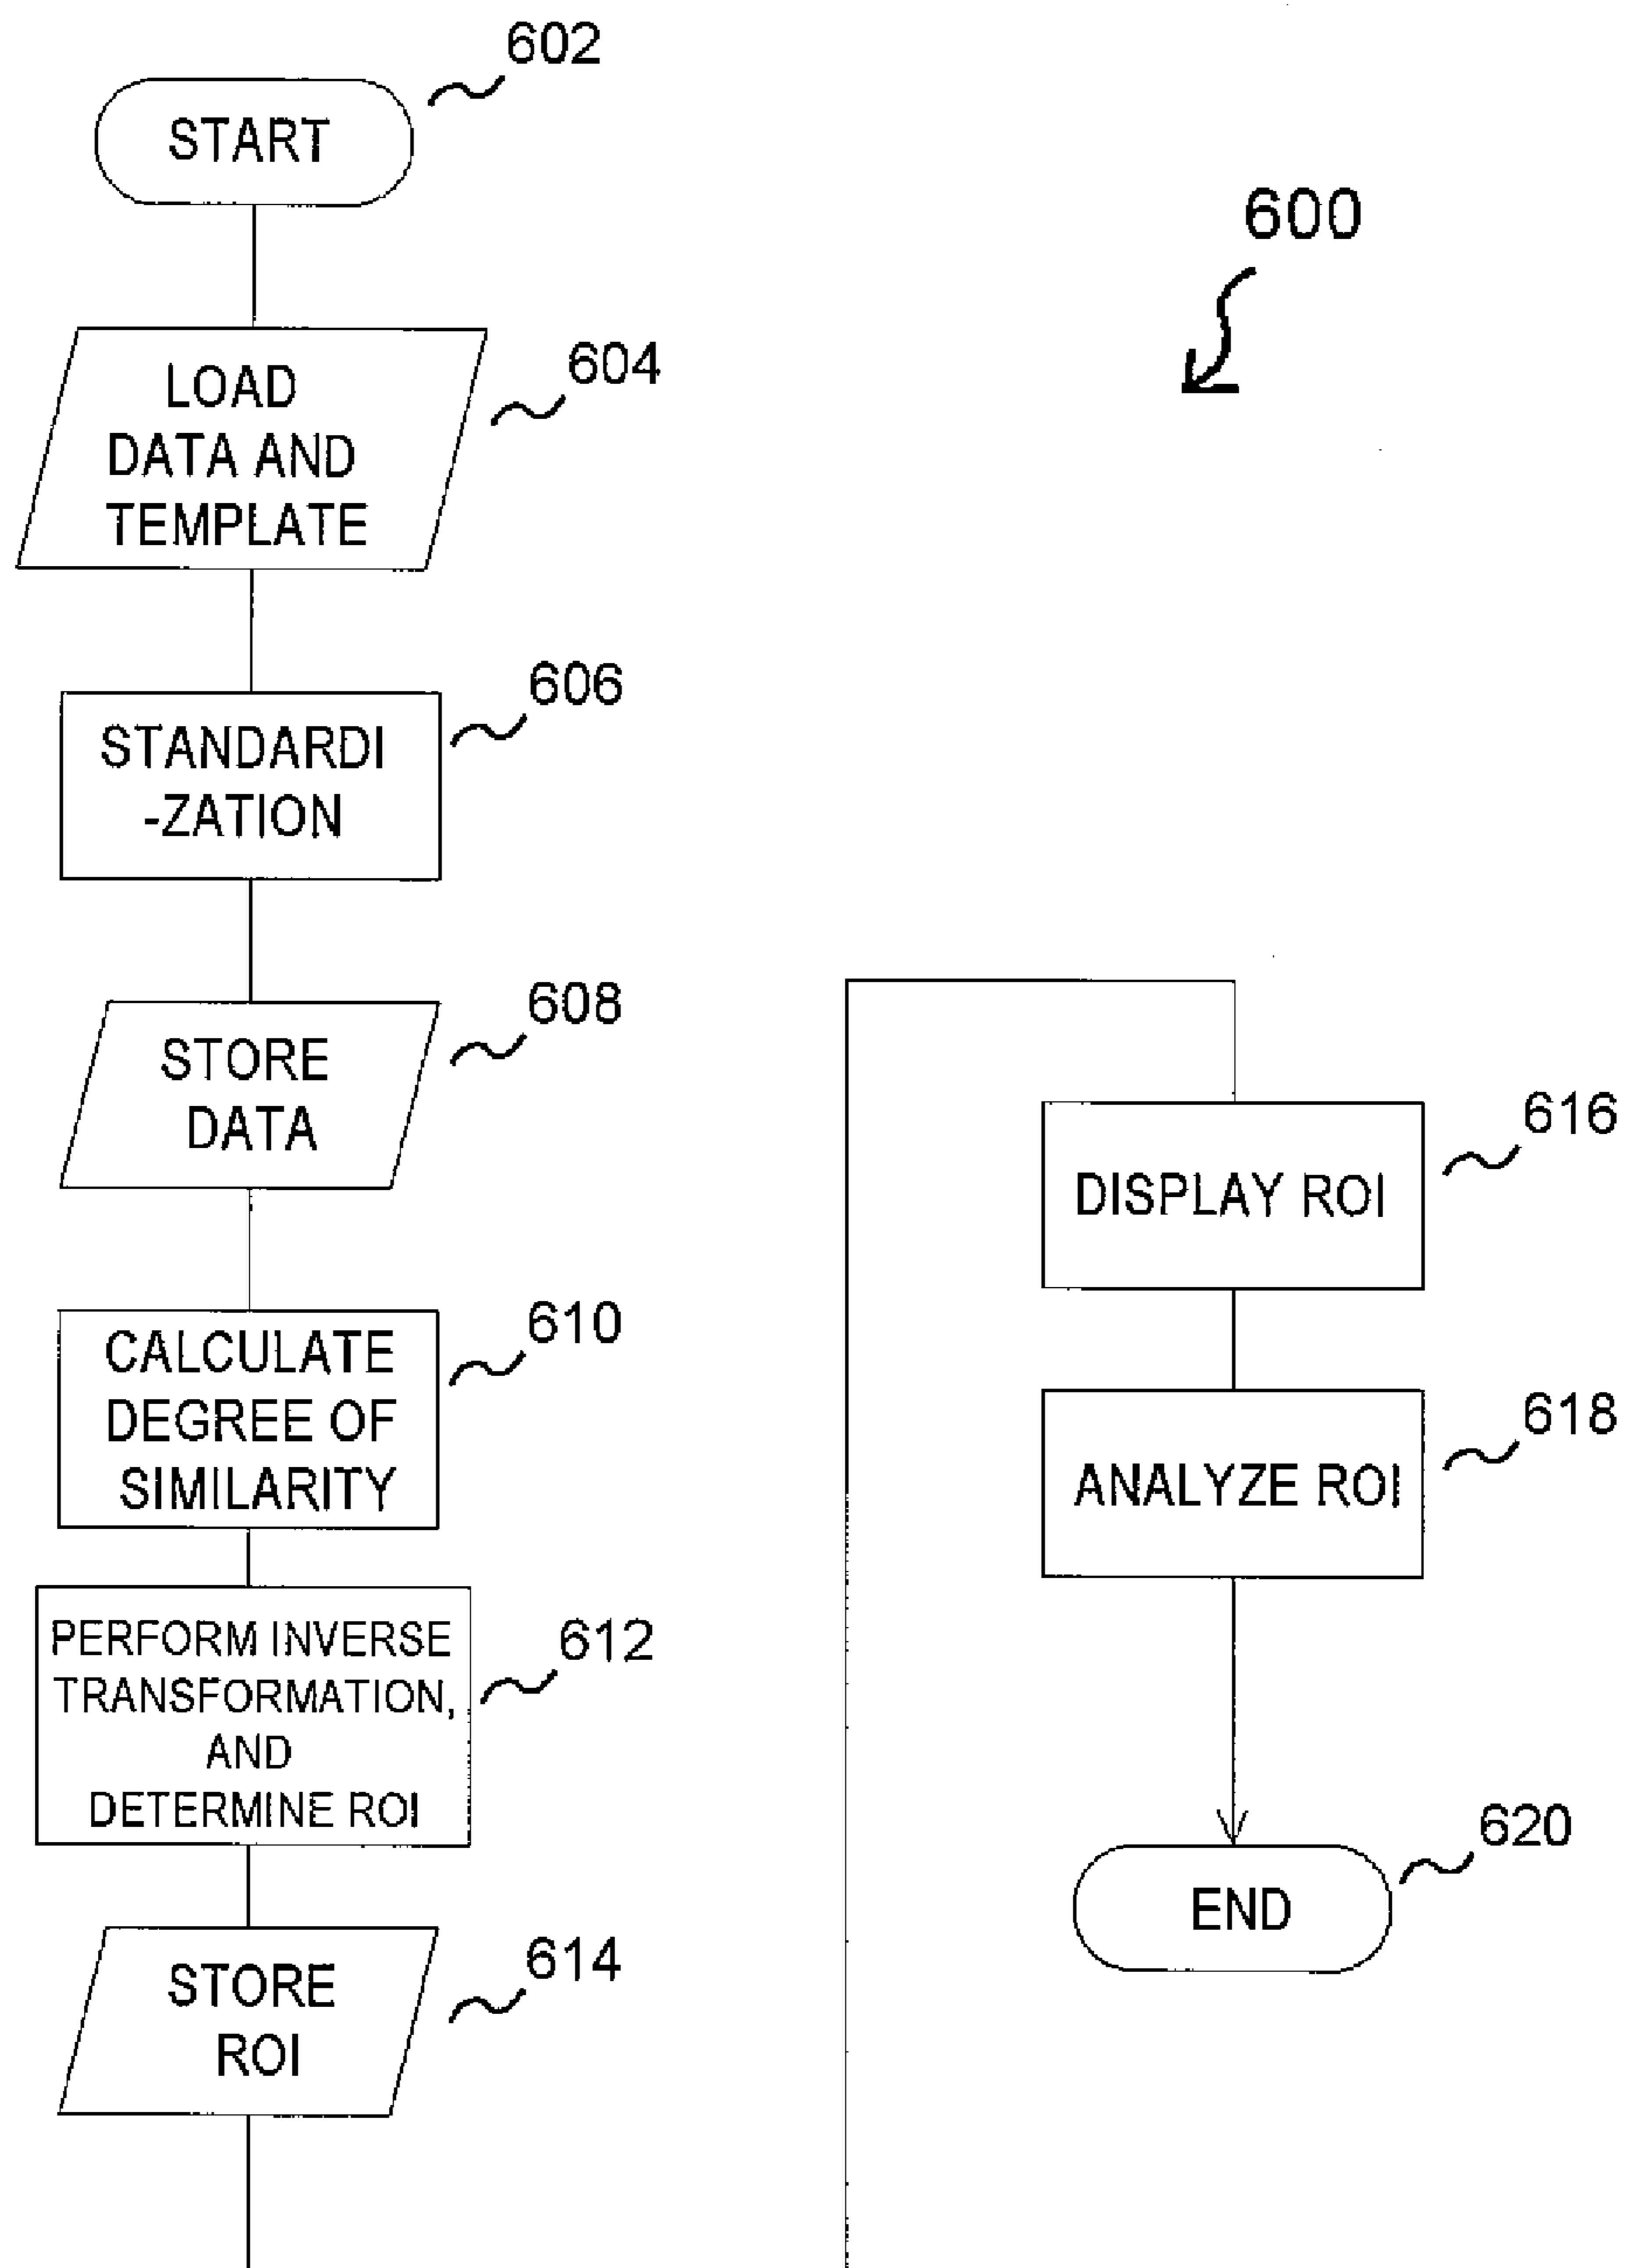 602
START
600
604
LOAD
DATA AND
TEMPLATE
606
STANDARDI
-ZATION
608
STORE
DATA
610
CALCULATE
DEGREE OF
SIMILARITY
612
PERFORM INVERSE
TRANSFORMATION,
AND
DETERMINE ROI
614
STORE
ROI
616
DISPLAY ROI
618
ANALYZE ROI
620
END